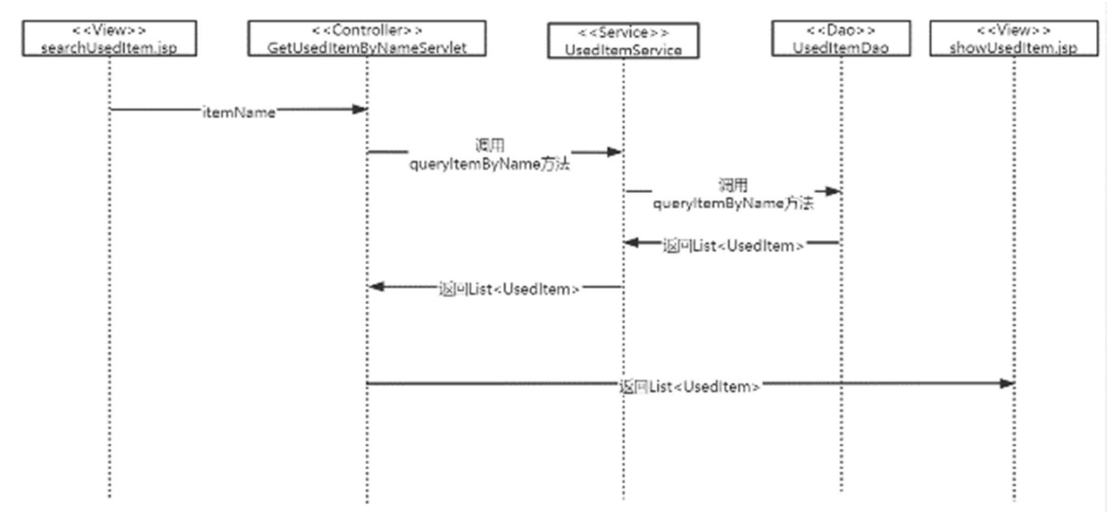 <<View>>
searchUsedItem.jsp
<<Controller>>
GetUsedItemByNameServlet
<<Service>>
UsedItemService
<<Dao>>
UsedItemDao
<<View>>
showUsedItem.jsp
itemName
调用
queryItemByName方法
调用
queryItemByName方法
返回List<UsedItem>
返回List<UsedItem>
返回List<UsedItem>